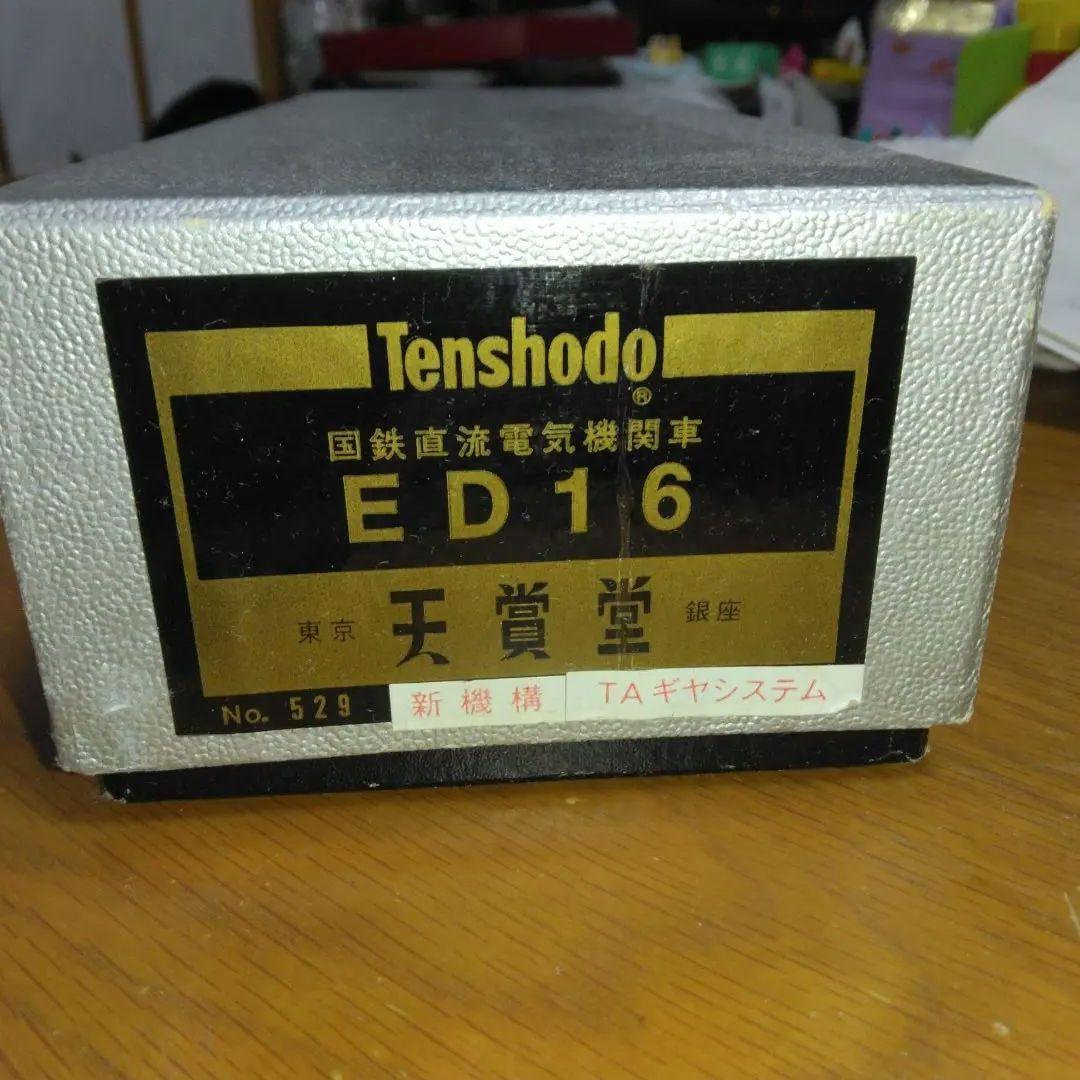 Tenshodo®
国鉄直流電気機関車
ED16
東京 天賞堂 銀座
No. 529 新機構 TAギヤシステム